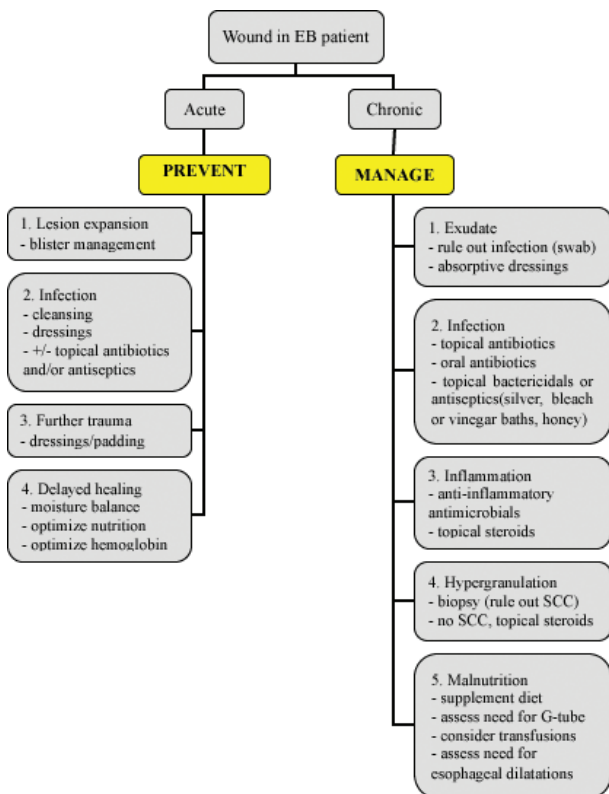 Wound in EB patient
Acute
Chronic
PREVENT
MANAGE
1. Lesion expansion
- blister management
2. Infection
- cleansing
- dressings
- +/- topical antibiotics
and/or antiseptics
3. Further trauma
- dressings/padding
4. Delayed healing
- moisture balance
- optimize nutrition
- optimize hemoglobin
1. Exudate
- rule out infection (swab)
- absorptive dressings
2. Infection
- topical antibiotics
- oral antibiotics
- topical bactericidals or
antiseptics(silver, bleach
or vinegar baths, honey)
3. Inflammation
- anti-inflammatory
antimicrobials
- topical steroids
4. Hypergranulation
- biopsy (rule out SCC)
- no SCC, topical steroids
5. Malnutrition
- supplement diet
- assess need for G-tube
- consider transfusions
- assess need for
esophageal dilatations